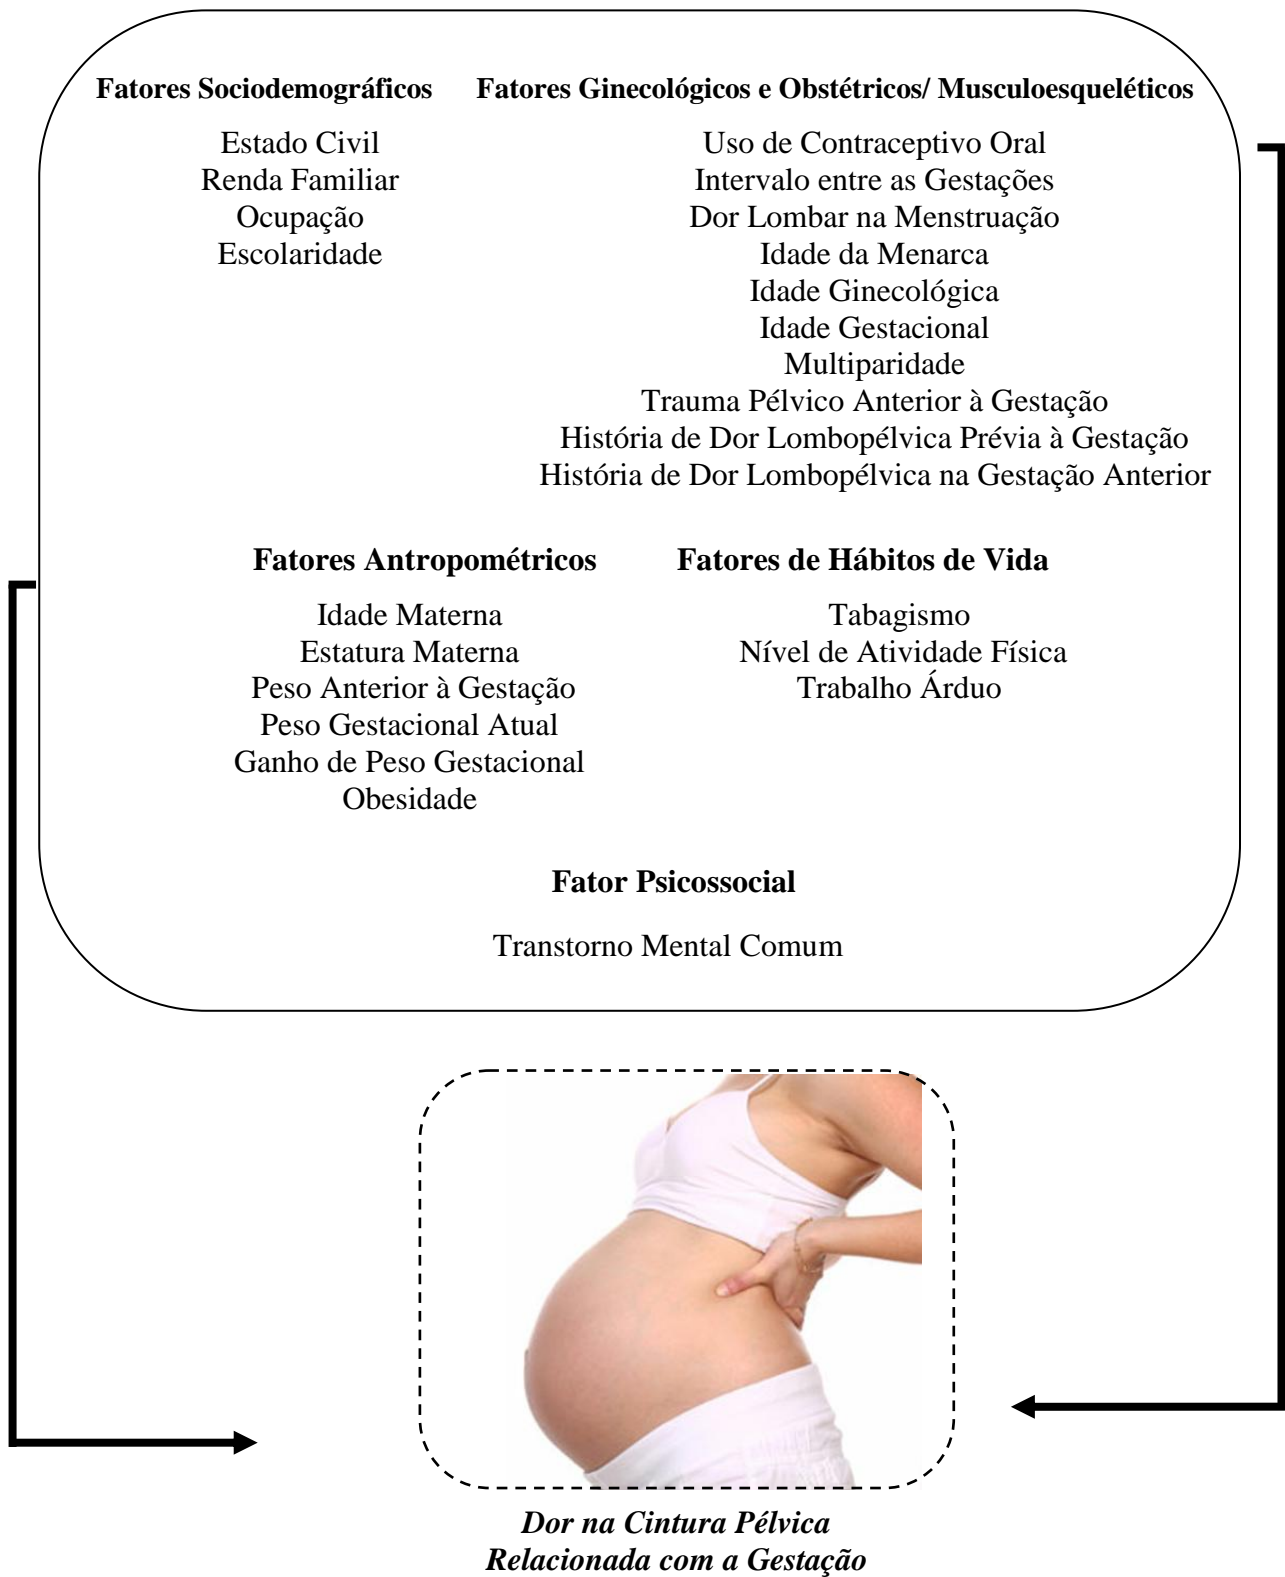 Fatores Sociodemográficos
Estado Civil
Renda Familiar
Ocupação
Escolaridade
Fatores Ginecológicos e Obstétricos/ Musculoesqueléticos
Uso de Contraceptivo Oral
Intervalo entre as Gestações
Dor Lombar na Menstruação
Idade da Menarca
Idade Ginecológica
Idade Gestacional
Multiparidade
Trauma Pélvico Anterior à Gestação
História de Dor Lombopélvica Prévia à Gestação
História de Dor Lombopélvica na Gestação Anterior
Fatores Antropométricos
Idade Materna
Estatura Materna
Peso Anterior à Gestação
Peso Gestacional Atual
Ganho de Peso Gestacional
Obesidade
Fatores de Hábitos de Vida
Tabagismo
Nível de Atividade Física
Trabalho Árduo
Fator Psicossocial
Transtorno Mental Comum
Dor na Cintura Pélvica
Relacionada com a Gestação